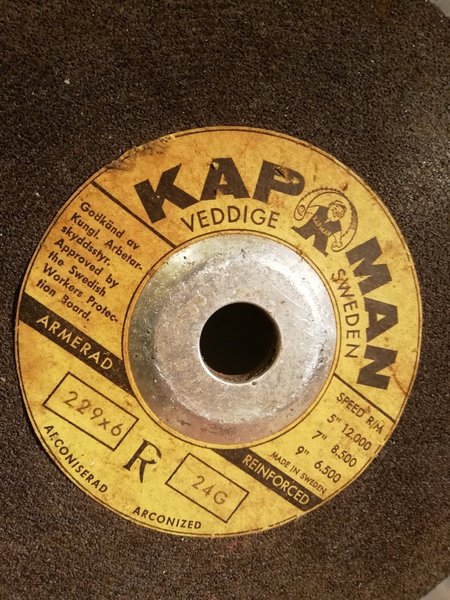 KAP MAN
VEDDIGE SWEDEN
Godkänd av
Kungl. Arbetar-
skyddsstyr.
Approved by
the Swedish
Workers Protec-
tion Board.
ARMERAD
229x6
R
24G
REINFORCED
ARCONISERAD
ARCONIZED
SPEED R/M
5" 12.000
7" 8.500
9" 6.500
MADE IN SWEDEN